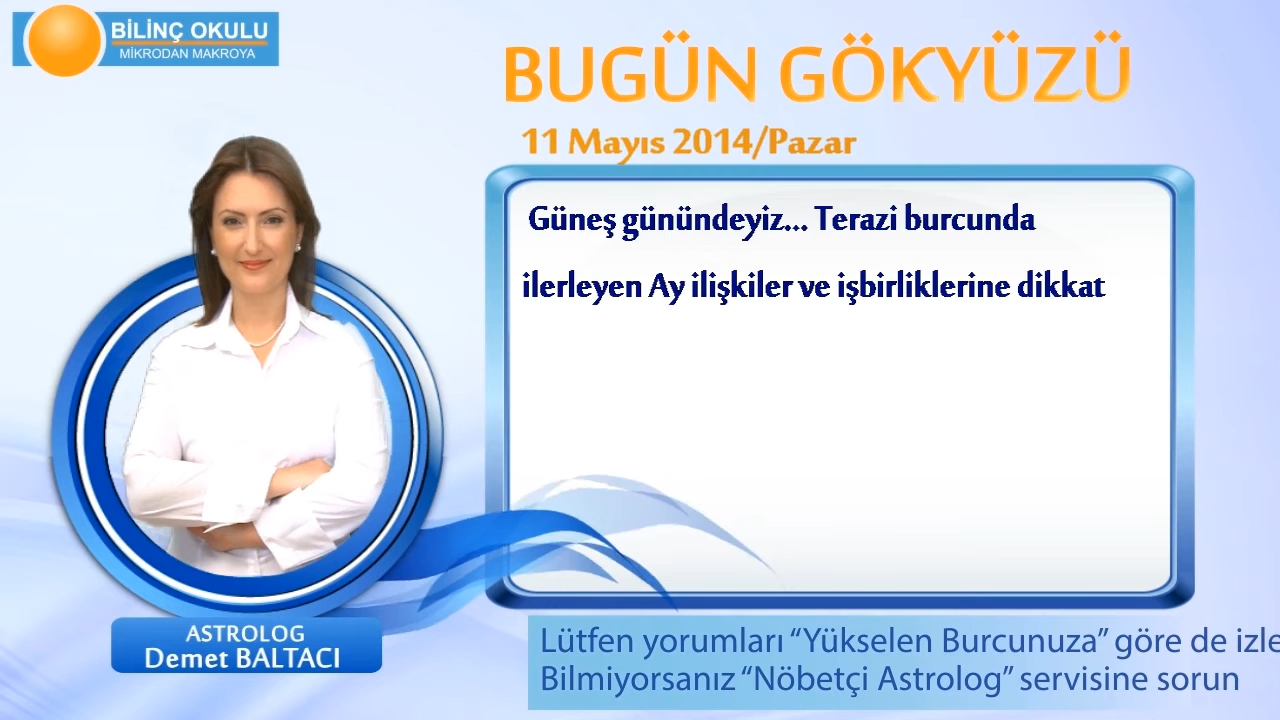 BİLİNÇ OKULU
MİKRODAN MAKROYA
BUGÜN GÖKYÜZÜ
11 Mayıs 2014/Pazar
Güneş günündeyiz... Terazi burcunda
ilerleyen Ay ilişkiler ve işbirliklerine dikkat
ASTROLOG
Demet BALTACI
Lütfen yorumları “Yükselen Burcunuza” göre de izle
Bilmiyorsanız “Nöbetçi Astrolog” servisine sorun